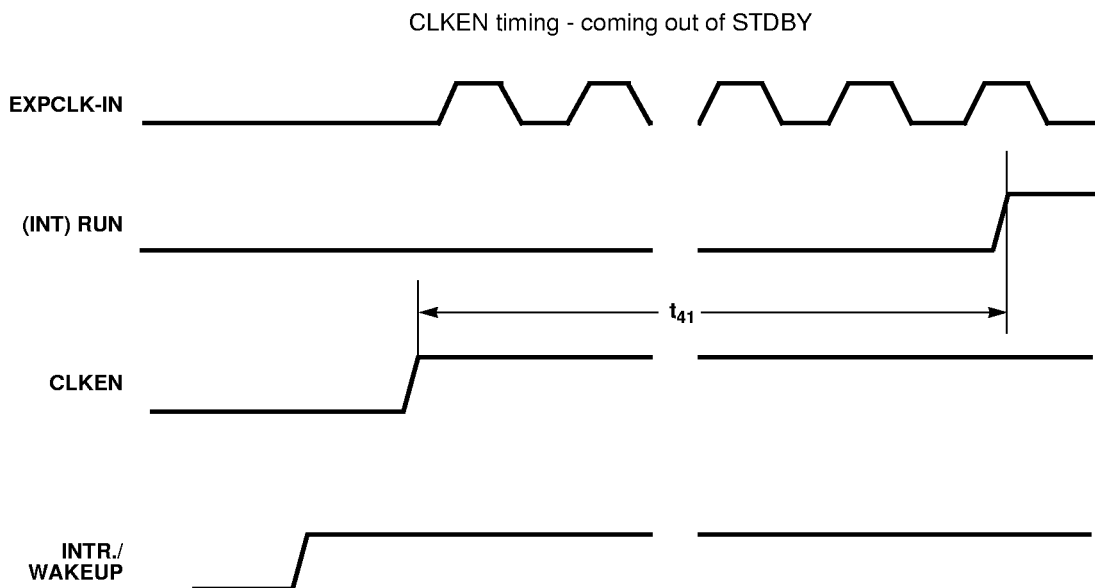 CLKEN timing - coming out of STDBY
EXPCLK-IN
(INT) RUN
t41
CLKEN
INTR./
WAKEUP